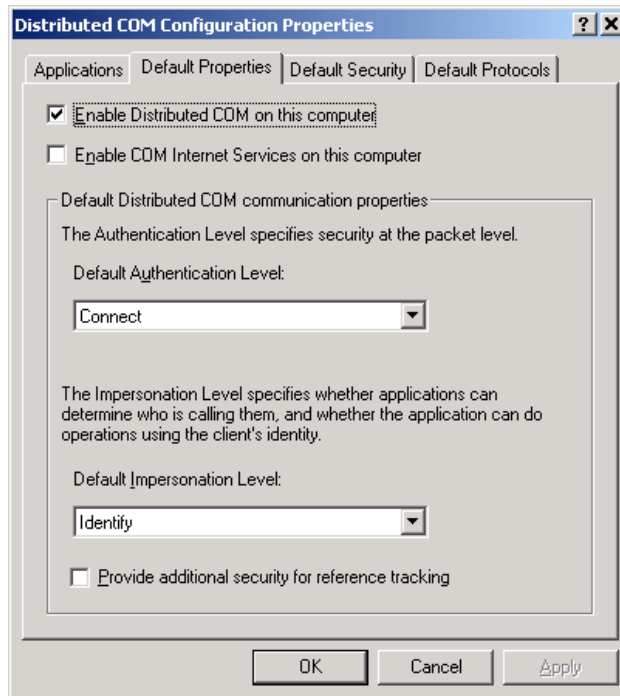 Distributed COM Configuration Properties
Applications
Default Properties
Default Security
Default Protocols
Enable Distributed COM on this computer
Enable COM Internet Services on this computer
Default Distributed COM communication properties
The Authentication Level specifies security at the packet level.
Default Authentication Level:
Connect
The Impersonation Level specifies whether applications can
determine who is calling them, and whether the application can do
operations using the client's identity.
Default Impersonation Level:
Identify
Provide additional security for reference tracking
OK
Cancel
Apply